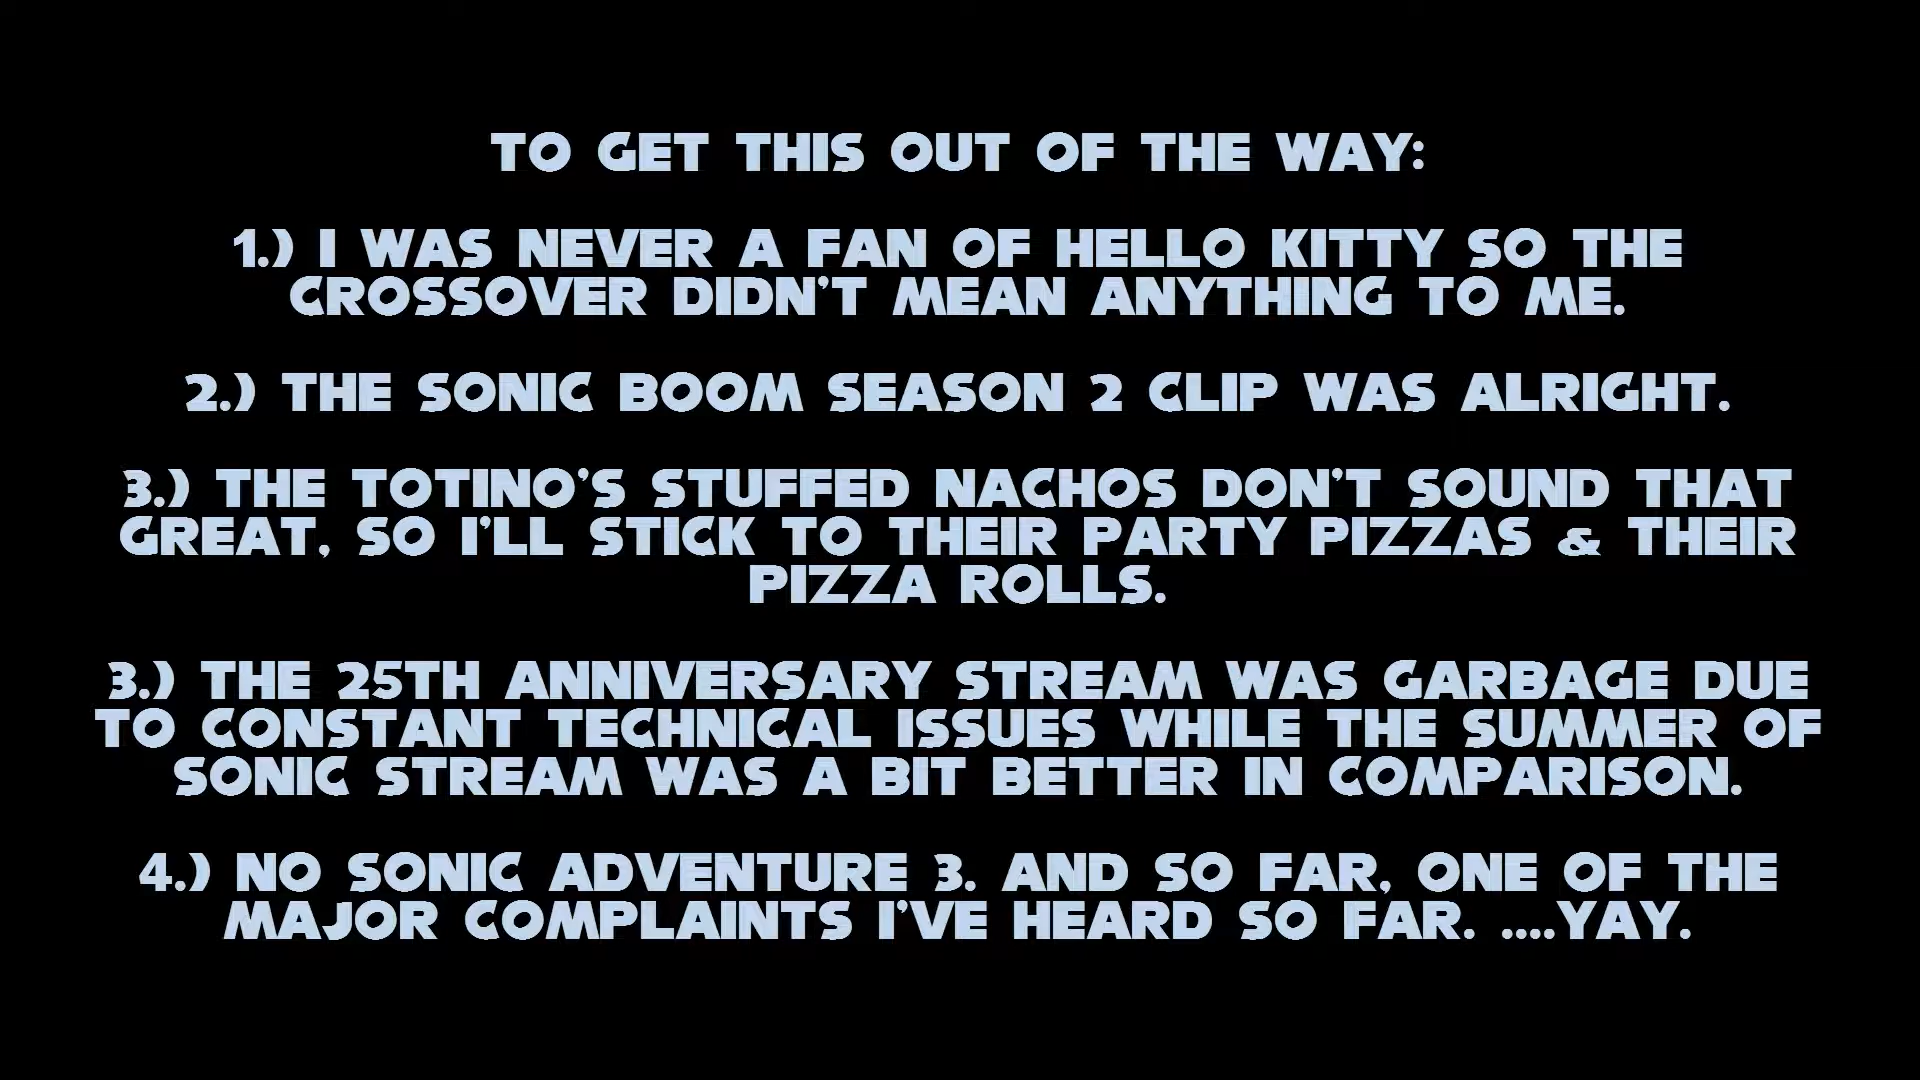 TO GET THIS OUT OF THE WAY:
1.) I WAS NEVER A FAN OF HELLO KITTY SO THE
CROSSOVER DIDN'T MEAN ANYTHING TO ME.
2.) THE SONIC BOOM SEASON 2 CLIP WAS ALRIGHT.
3.) THE TOTINO'S STUFFED NACHOS DON'T SOUND THAT
GREAT, SO I'LL STICK TO THEIR PARTY PIZZAS & THEIR
PIZZA ROLLS.
3.) THE 25TH ANNIVERSARY STREAM WAS GARBAGE DUE
TO CONSTANT TECHNICAL ISSUES WHILE THE SUMMER OF
SONIC STREAM WAS A BIT BETTER IN COMPARISON.
4.) NO SONIC ADVENTURE 3. AND SO FAR, ONE OF THE
MAJOR COMPLAINTS I'VE HEARD SO FAR. ....YAY.